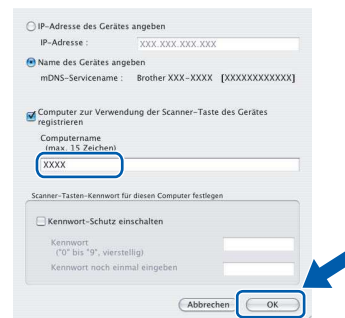 IP-Adresse des Gerätes angeben
IP-Adresse : XXX.XXX.XXX.XXX
Name des Gerätes angeben
mDNS-Servicename : Brother XXX-XXXX [XXXXXXXXXXXX]
Computer zur Verwendung der Scanner-Taste des Gerätes
registrieren
Computername
(max. 15 Zeichen)
XXXX
Scanner-Tasten-Kennwort für diesen Computer festlegen
Kennwort-Schutz einschalten
Kennwort
("0" bis "9", vierstellig)
Kennwort noch einmal eingeben
Abbrechen OK